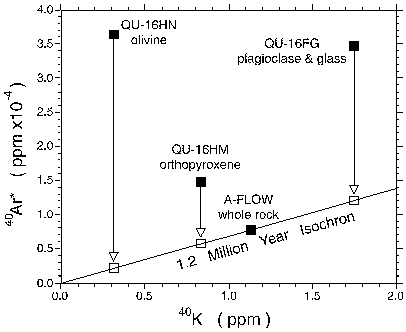 4.0
3.5
3.0
2.5
2.0
1.5
1.0
0.5
0.0
40Ar* (ppm x10-4)
QU-16HN
olivine
QU-16FG
plagioclase & glass
QU-16HM
orthopyroxene
A-FLOW
whole rock
1.2 Million Year Isochron
0.0 0.5 1.0 1.5 2.0
40K (ppm)